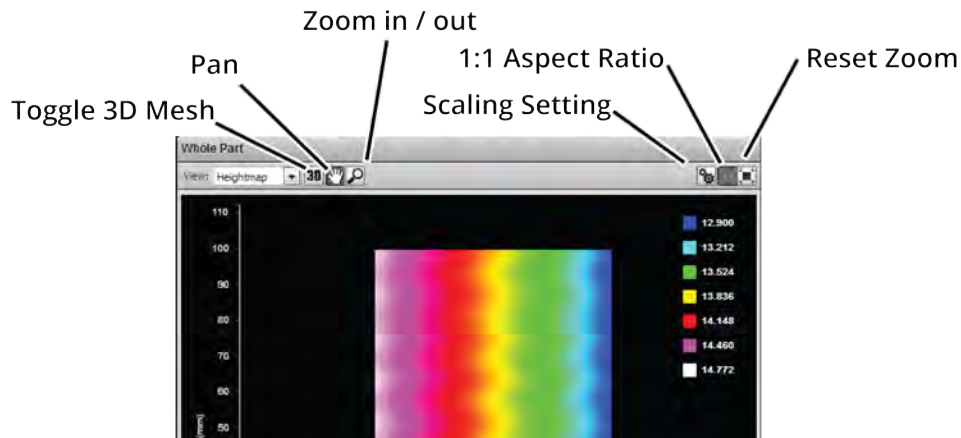 Zoom in / out
Pan
1:1 Aspect Ratio
Reset Zoom
Toggle 3D Mesh
Scaling Setting
Whole Part
View: Heightmap
3D
110
100
90
80
70
60
50
[mm]
12.900
13.212
13.524
13.836
14.148
14.460
14.772